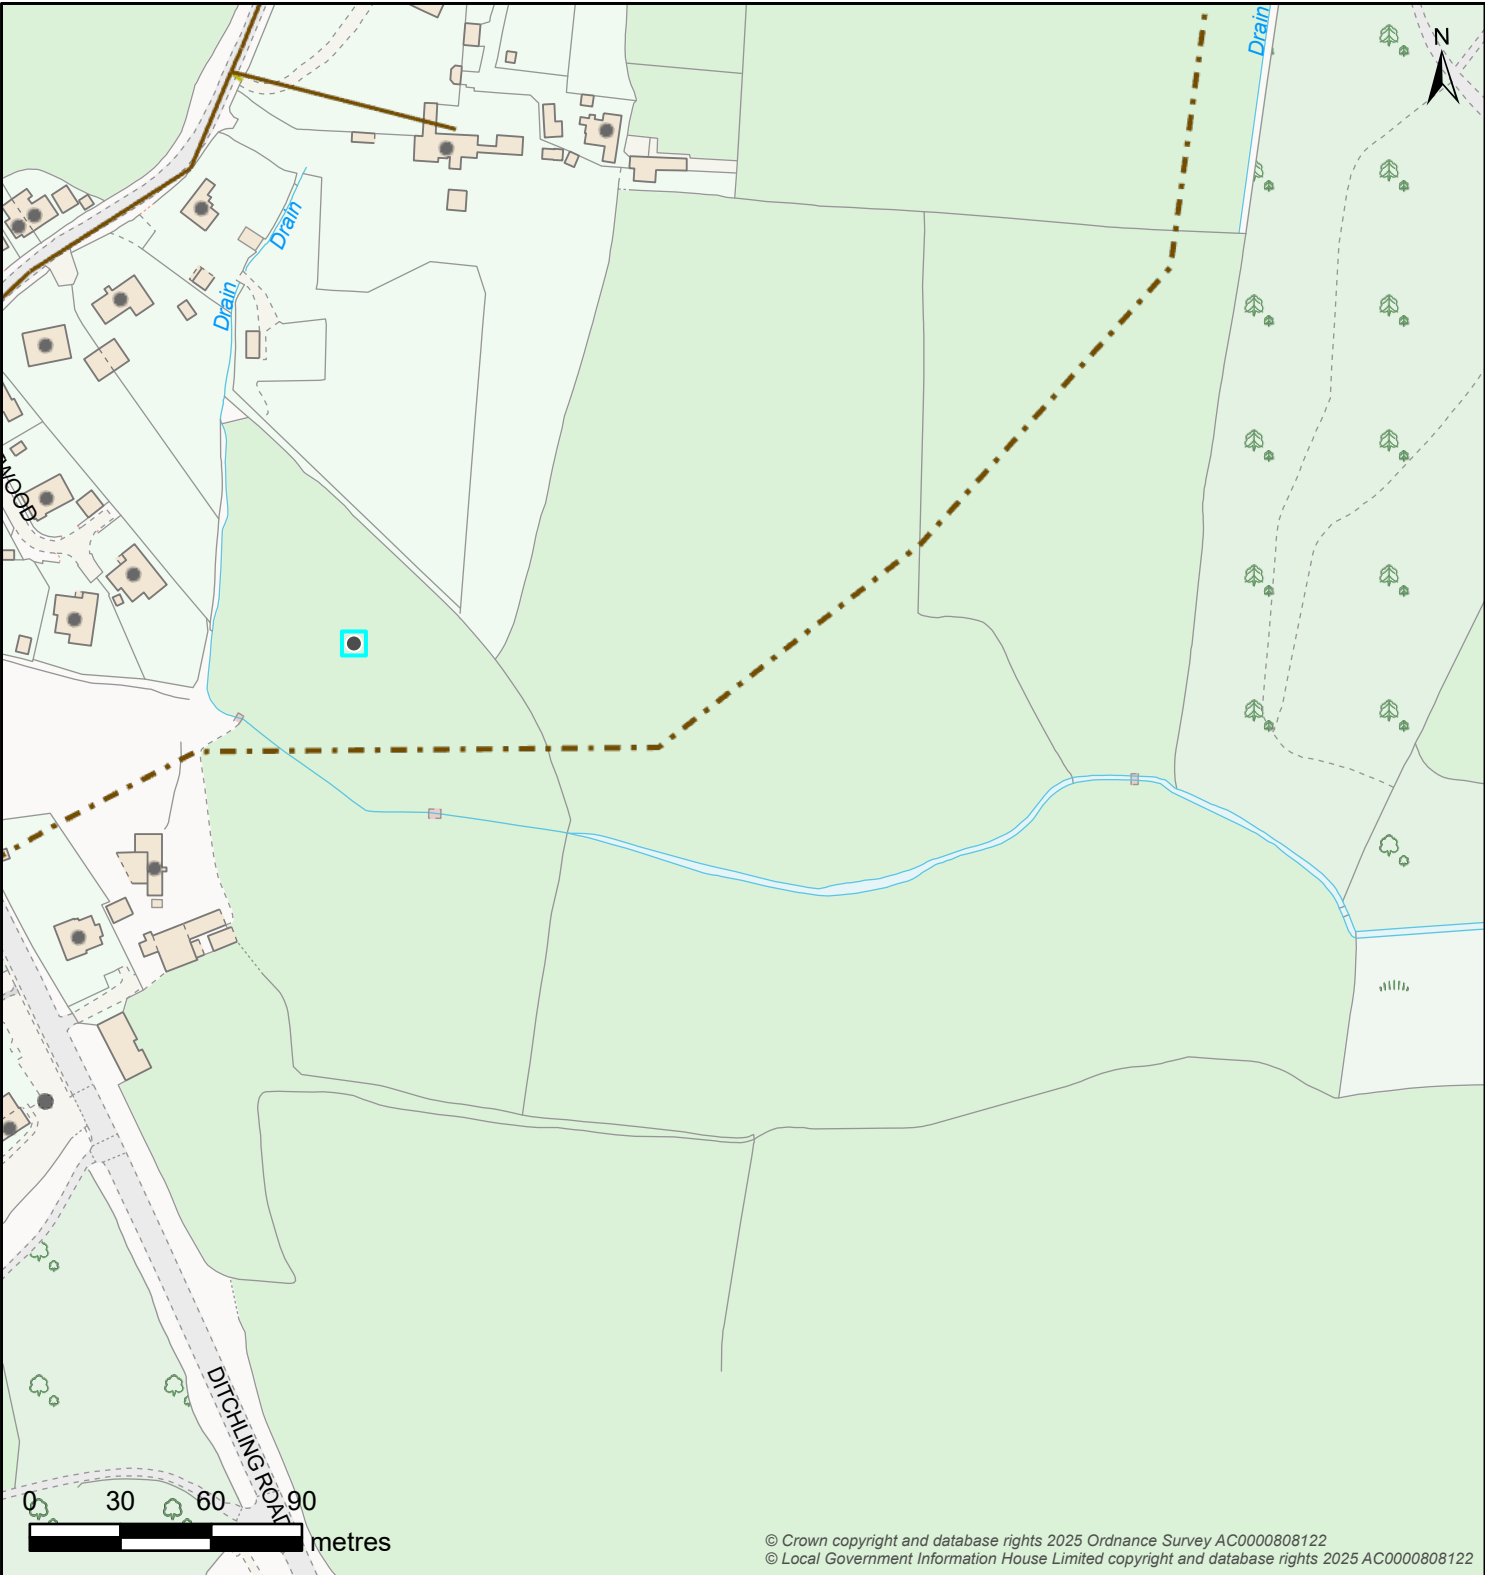 Drain
N
Drain
Drain
WOOD
DITCHLING ROAD
0 30 60 90
metres
© Crown copyright and database rights 2025 Ordnance Survey AC0000808122
© Local Government Information House Limited copyright and database rights 2025 AC0000808122